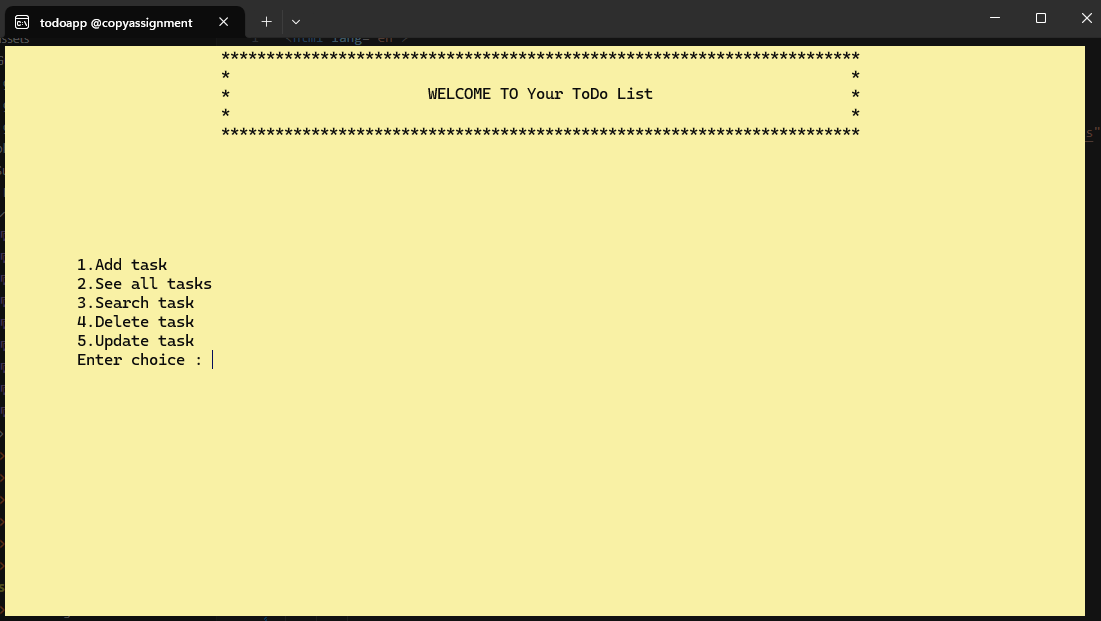 todoapp @copyassignment
***********************************************************************
* *
* WELCOME TO Your ToDo List *
* *
***********************************************************************
1.Add task
2.See all tasks
3.Search task
4.Delete task
5.Update task
Enter choice :